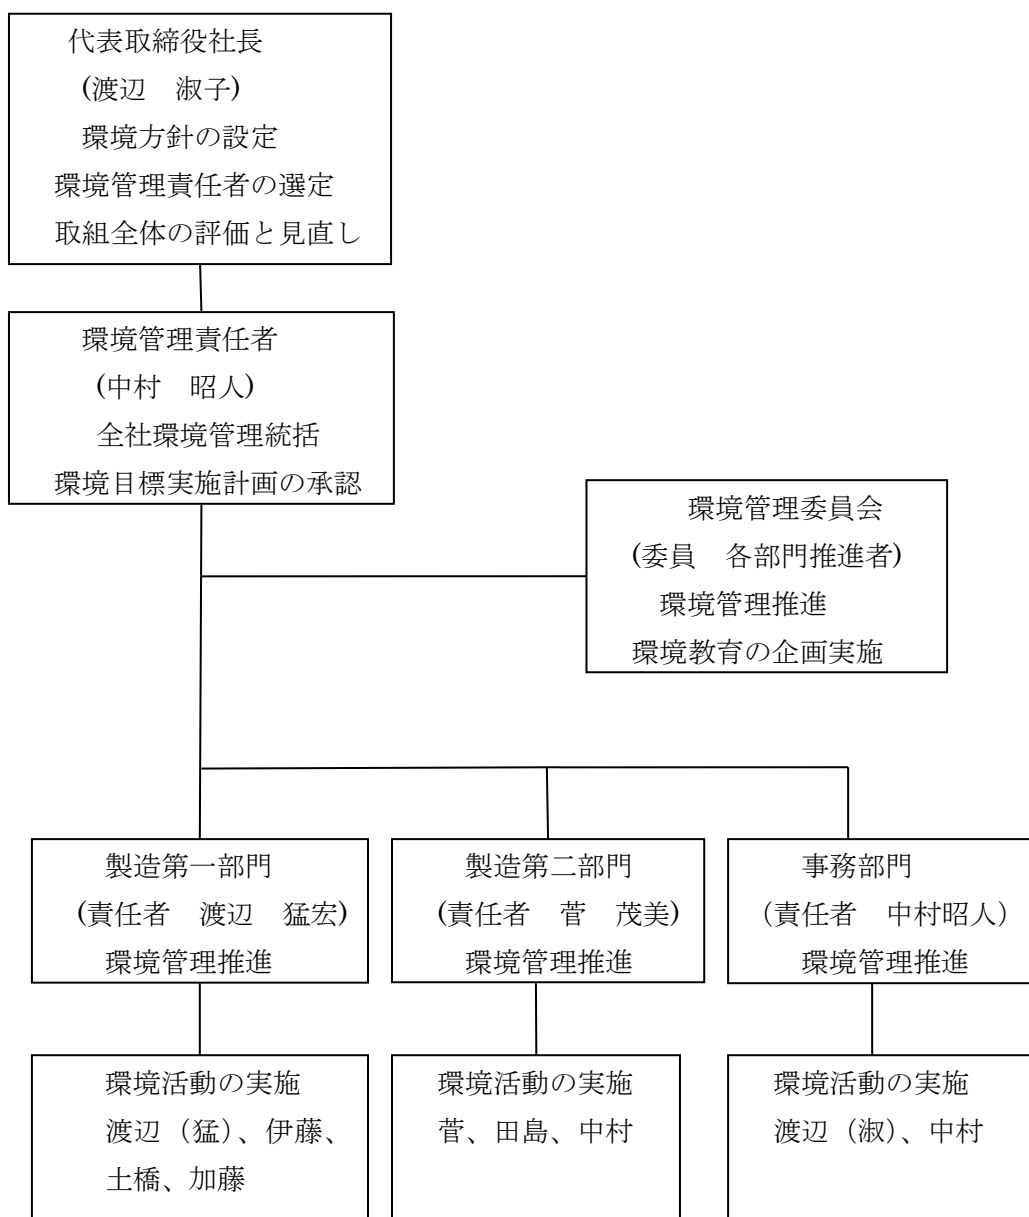 代表取締役社長
(渡辺　淑子)
環境方針の設定
環境管理責任者の選定
取組全体の評価と見直し
環境管理責任者
(中村　昭人)
全社環境管理統括
環境目標実施計画の承認
環境管理委員会
(委員　各部門推進者)
環境管理推進
環境教育の企画実施
製造第一部門
(責任者　渡辺　猛宏)
環境管理推進
製造第二部門
(責任者　菅　茂美)
環境管理推進
事務部門
（責任者　中村昭人）
環境管理推進
環境活動の実施
渡辺（猛）、伊藤、
土橋、加藤
環境活動の実施
菅、田島、中村
環境活動の実施
渡辺（淑）、中村